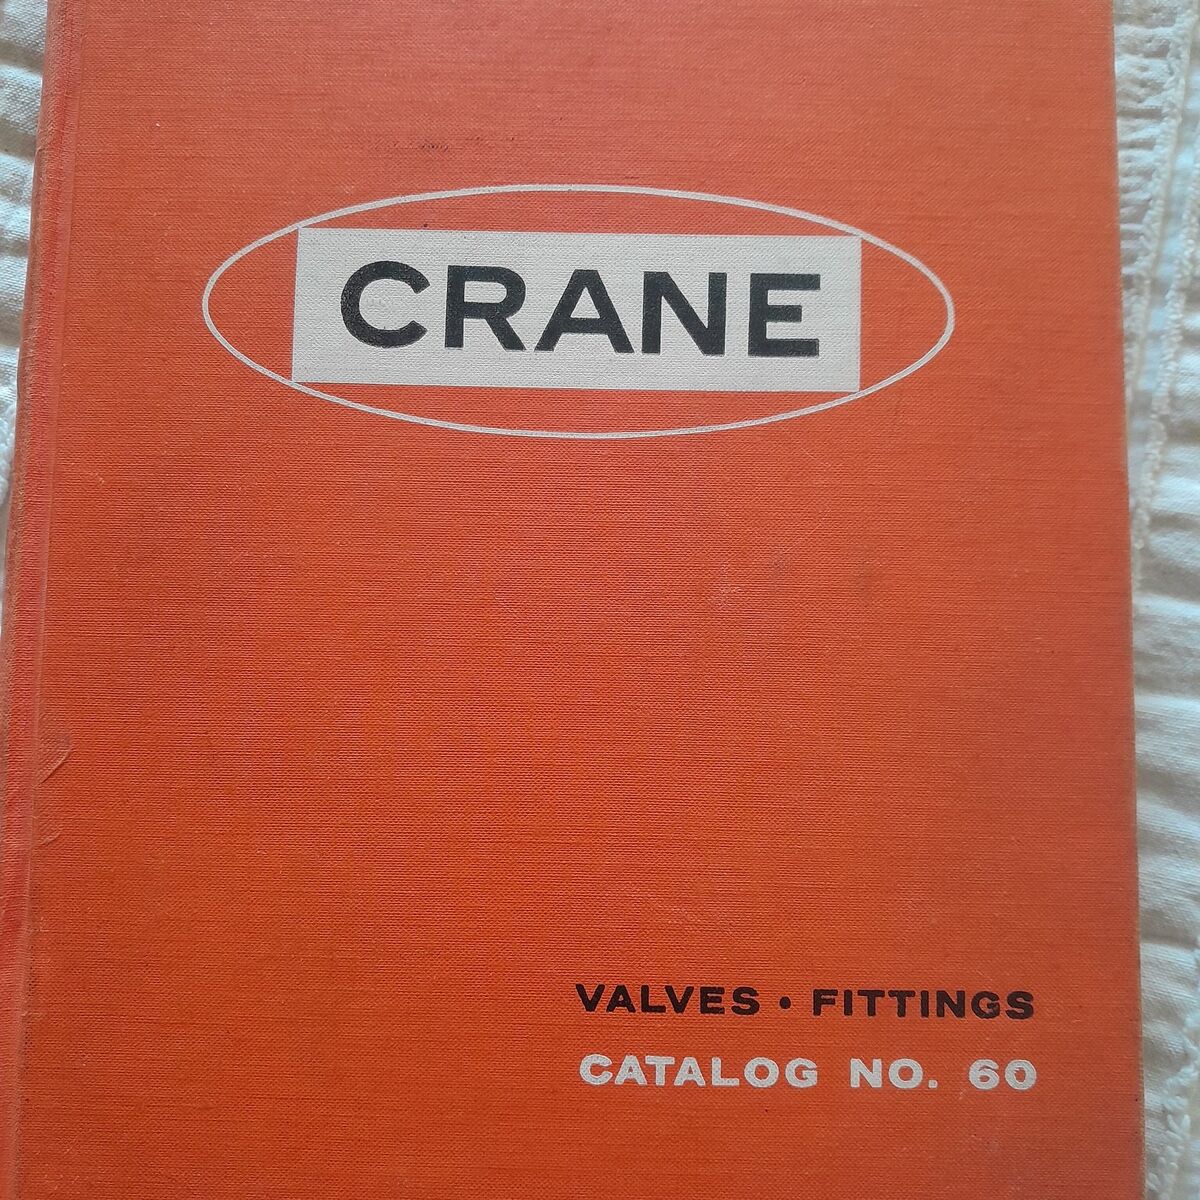 CRANE
VALVES • FITTINGS
CATALOG NO. 60